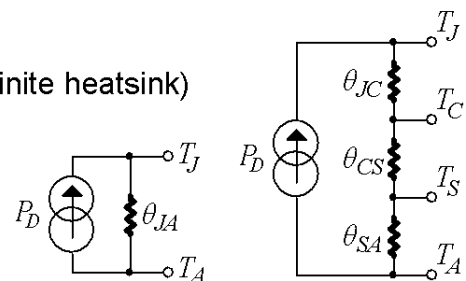 T_J
θ_JC
inite heatsink)
T_C
P_D
T_J
θ_CS
P_D
θ_JA
T_S
θ_SA
T_A
T_A